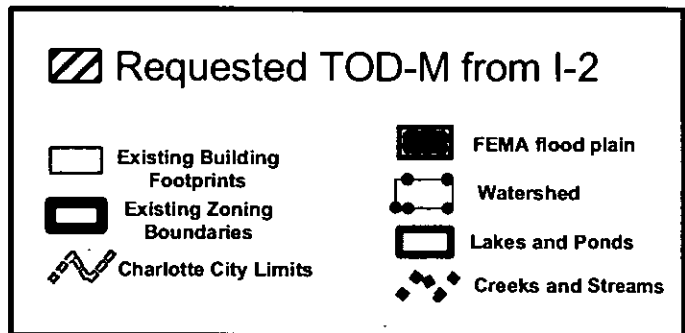 Requested TOD-M from I-2
Existing Building
Footprints
Existing Zoning
Boundaries
Charlotte City Limits
FEMA flood plain
Watershed
Lakes and Ponds
Creeks and Streams